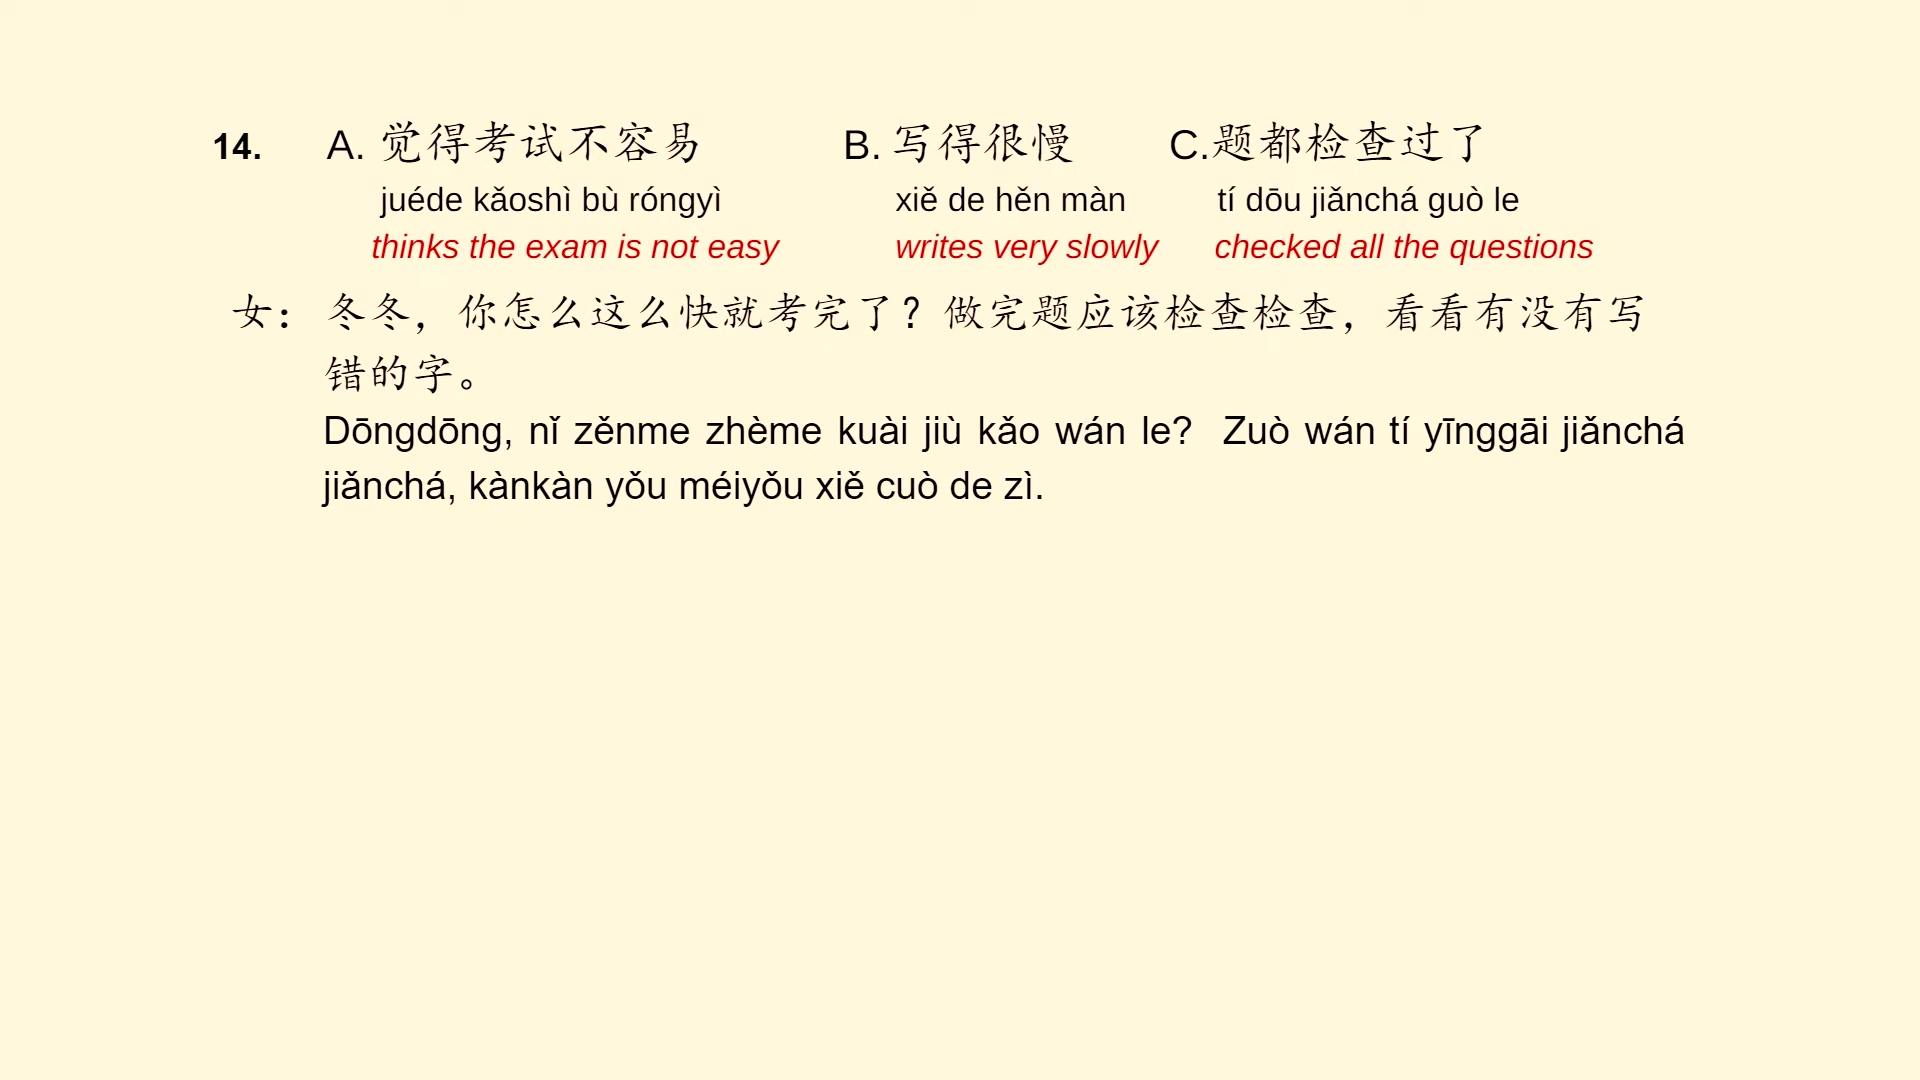 14. A. 觉得考试不容易 B. 写得很慢 C.题都检查过了
juéde kǎoshì bù róngyì xiě de hěn màn tí dōu jiǎnchá guò le
thinks the exam is not easy writes very slowly checked all the questions
女： 冬冬，你怎么这么快就考完了？做完题应该检查检查，看看有没有写
错的字。
Dōngdōng, nǐ zěnme zhème kuài jiù kǎo wán le? Zuò wán tí yīnggāi jiǎnchá
jiǎnchá, kànkàn yǒu méiyǒu xiě cuò de zì.